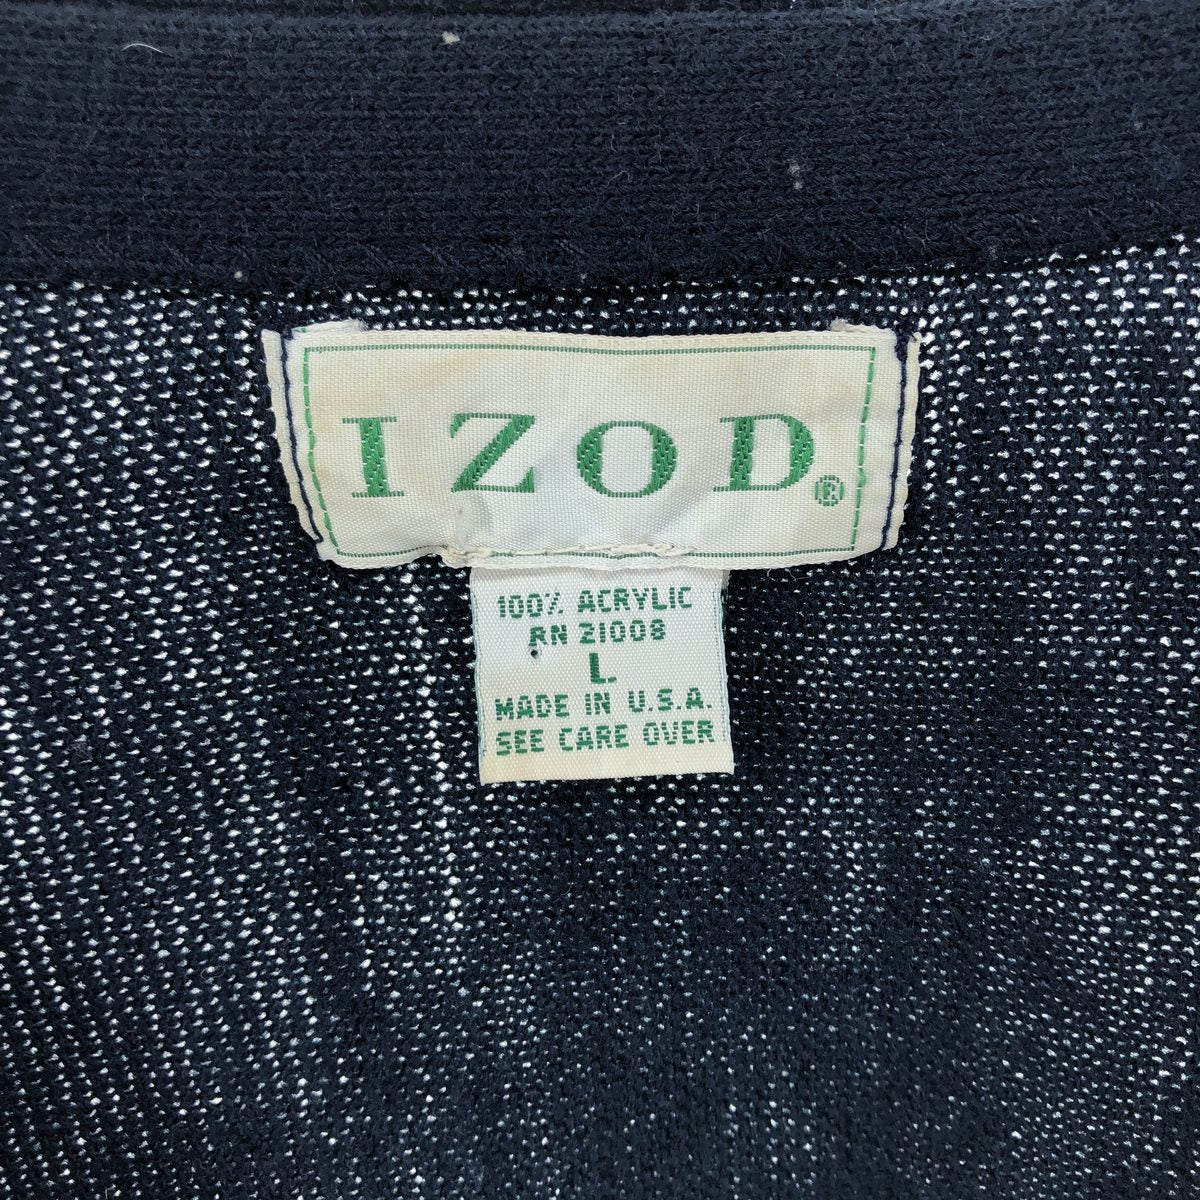 IZOD®
100% ACRYLIC
RN 21008
L
MADE IN U.S.A.
SEE CARE OVER